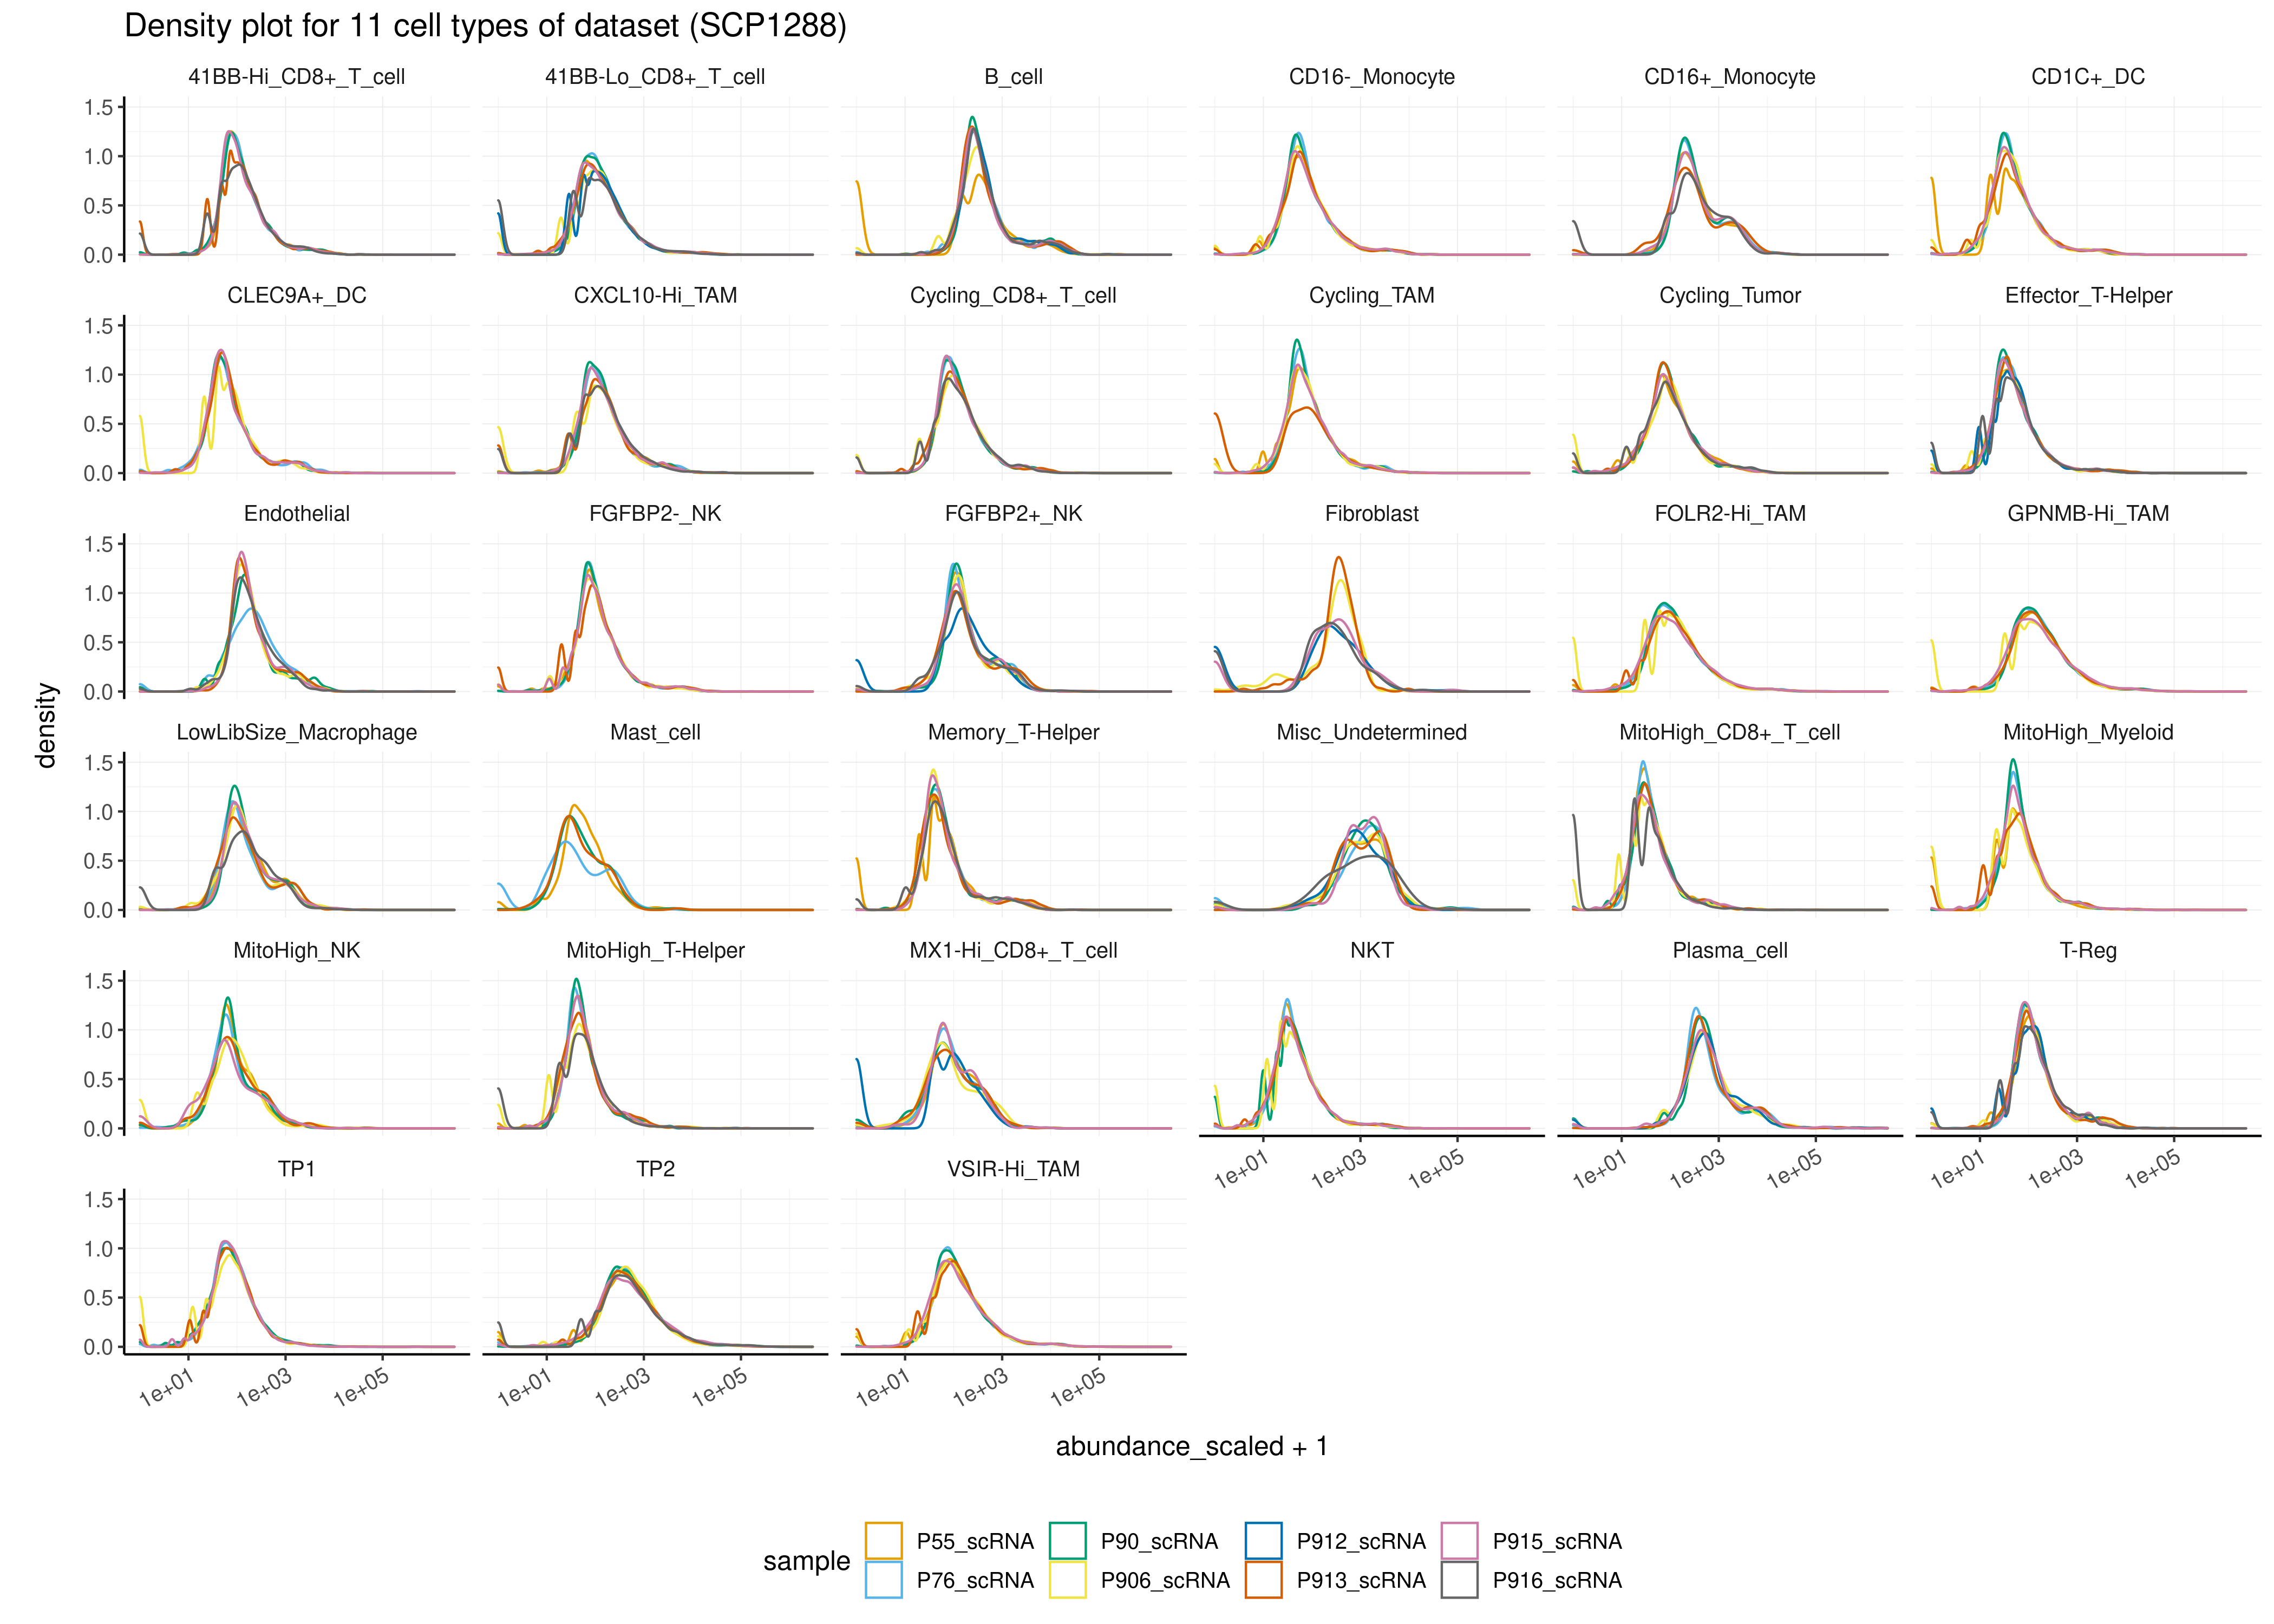 Density plot for 11 cell types of dataset (SCP1288)
41BB-Hi_CD8+_T_cell 41BB-Lo_CD8+_T_cell B_cell CD16-_Monocyte CD16+_Monocyte CD1C+_DC
1.5
1.0
0.5
0.0
CLEC9A+_DC CXCL10-Hi_TAM Cycling_CD8+_T_cell Cycling_TAM Cycling_Tumor Effector_T-Helper
1.5
1.0
0.5
0.0
Endothelial FGFBP2-_NK FGFBP2+_NK Fibroblast FOLR2-Hi_TAM GPNMB-Hi_TAM
1.5
1.0
0.5
0.0
density
LowLibSize_Macrophage Mast_cell Memory_T-Helper Misc_Undetermined MitoHigh_CD8+_T_cell MitoHigh_Myeloid
1.5
1.0
0.5
0.0
MitoHigh_NK MitoHigh_T-Helper MX1-Hi_CD8+_T_cell NKT Plasma_cell T-Reg
1.5
1.0
0.5
0.0
1e+01 1e+03 1e+05 1e+01 1e+03 1e+05 1e+01 1e+03 1e+05
TP1 TP2 VSIR-Hi_TAM
1.5
1.0
0.5
0.0
1e+01 1e+03 1e+05 1e+01 1e+03 1e+05 1e+01 1e+03 1e+05
abundance_scaled + 1
sample
P55_scRNA P90_scRNA P912_scRNA P915_scRNA
P76_scRNA P906_scRNA P913_scRNA P916_scRNA